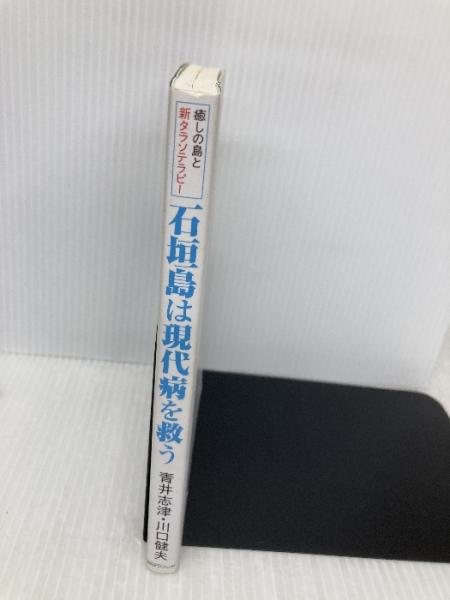 癒しの島と
新タラソテラピー
石垣島は現代病を救う
青井志津・川口健夫